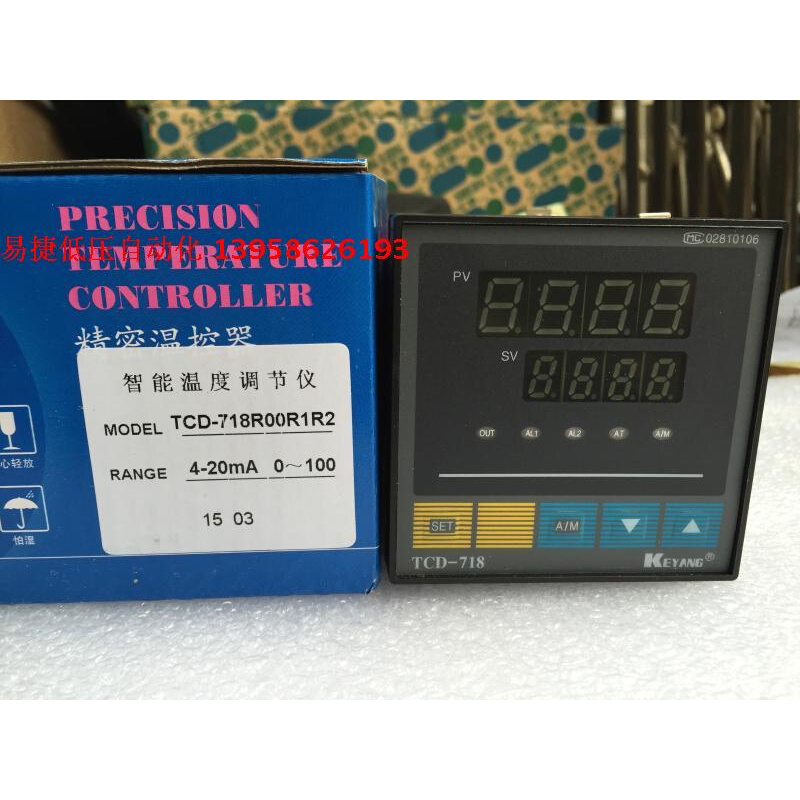 PRECISION
易捷低压自动化 13958626193
TEMPERATURE
CONTROLLER
精密温控器
智能温度调节仪
MODEL TCD-718R00R1R2
RANGE 4-20mA 0～100
15 03
心轻放
怕湿
MC 02810106
PV
SV
OUT AL1 AL2 AT A/M
SET A/M
TCD-718 KEYANG®